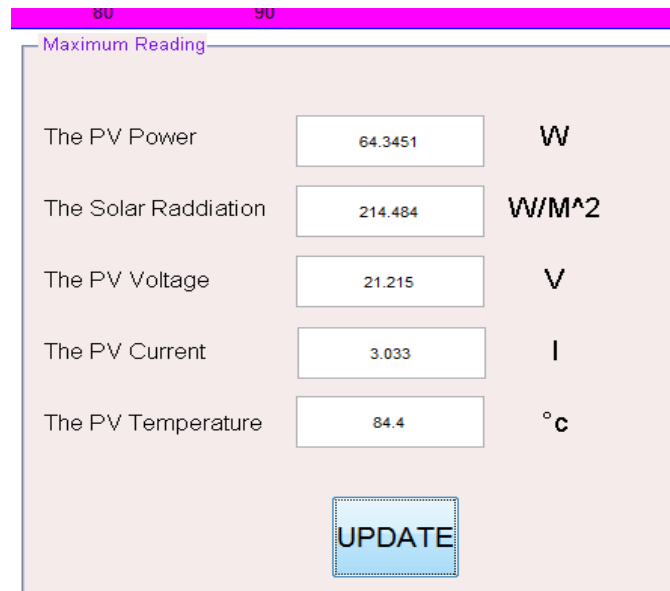 80 90
Maximum Reading
The PV Power 64.3451 W
The Solar Raddiation 214.484 W/M^2
The PV Voltage 21.215 V
The PV Current 3.033 I
The PV Temperature 84.4 °c
UPDATE